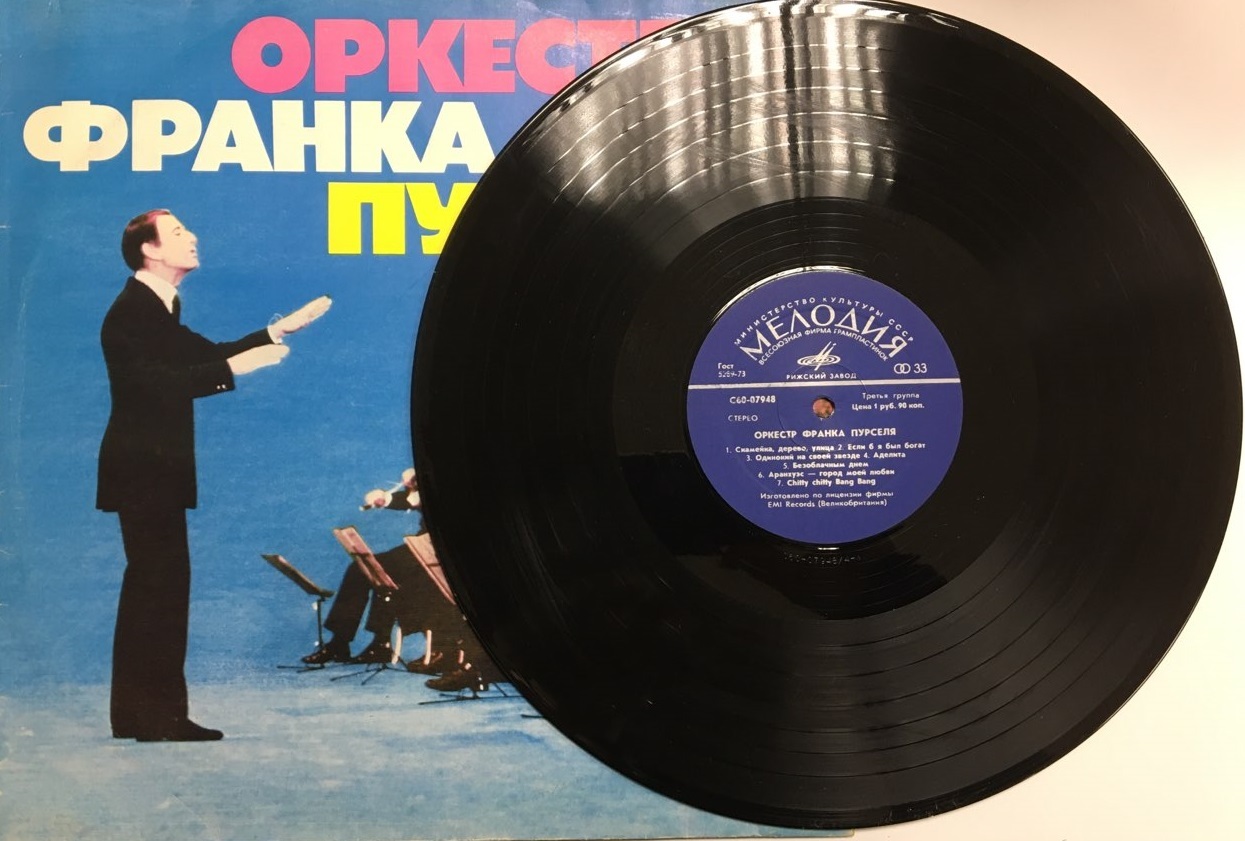 ОРКЕСТ
ФРАНКА
ПУ
МИНИСТЕРСТВО КУЛЬТУРЫ СССР
МЕЛОДИЯ
ВСЕСОЮЗНАЯ ФИРМА ГРАМПЛАСТИНОК
РИЖСКИЙ ЗАВОД
Гост
5289-73
33
С60-07948
Третья группа
Цена 1 руб. 90 коп.
СТЕРЕО
ОРКЕСТР ФРАНКА ПУРСЕЛЯ
1. Скамейка, дерево, улица 2. Если б я был богат
3. Одинокий на своей звезде 4. Аделита
5. Безоблачным днем
6. Аранхуэс — город моей любви
7. Chitty chitty Bang Bang
Изготовлено по лицензии фирмы
EMI Records (Великобритания)